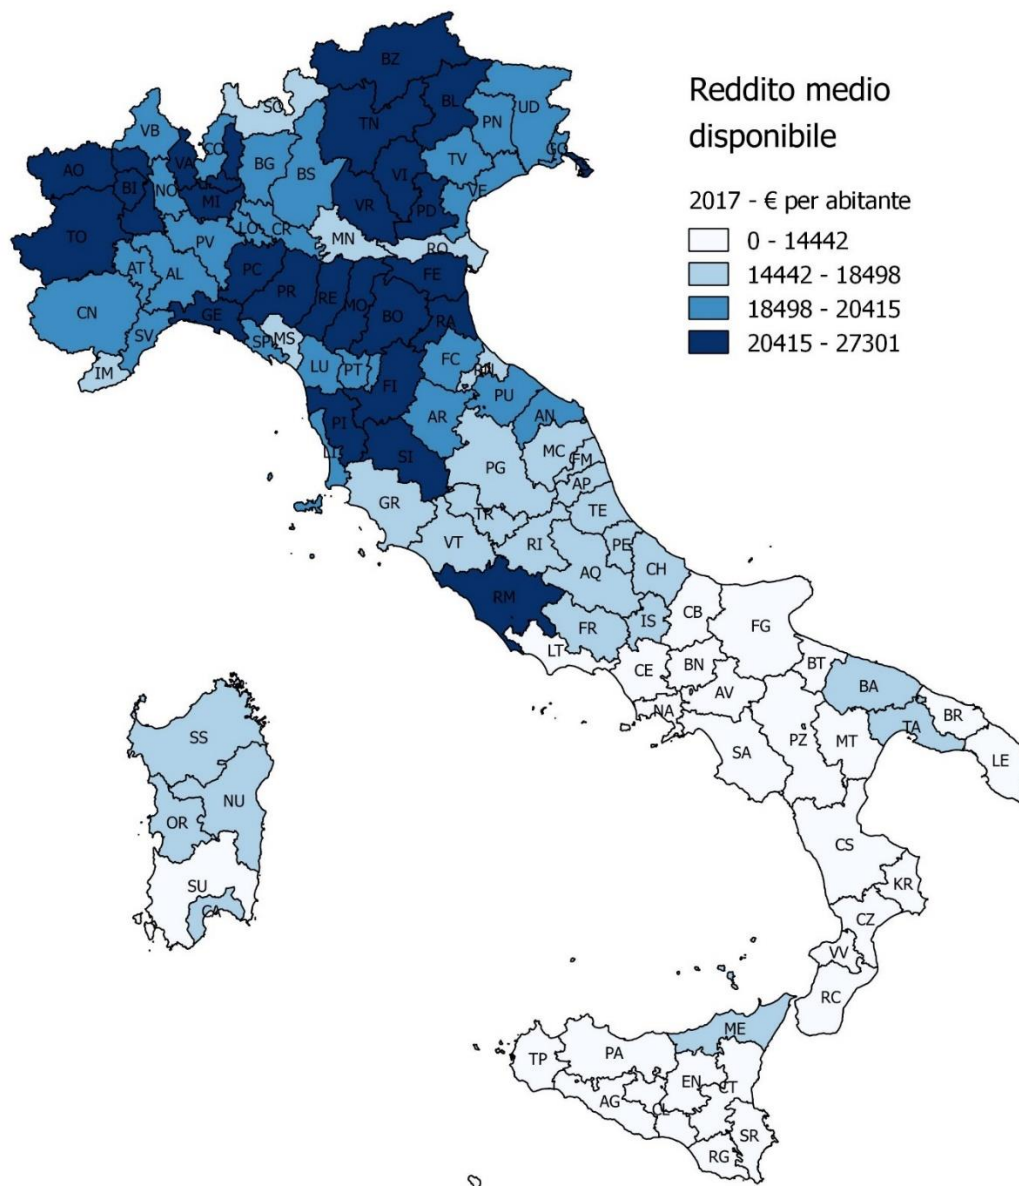 Reddito medio
disponibile
2017 - € per abitante
0 - 14442
14442 - 18498
18498 - 20415
20415 - 27301
BZ
SO
BL
UD
PN
TN
VB
CO
GO
AO
VA
BG
BS
TV
BI
VI
NO
MI
VE
VR
PD
TO
LO
CR
MN
PV
RO
AT
AL
PC
FE
PR
RE
MO
BO
CN
GE
RA
SV
SP
MS
FC
IM
LU
PT
RN
FI
PU
PI
AR
AN
LI
SI
PG
MC
FM
AP
GR
TR
TE
VT
RI
PE
AQ
CH
RM
FR
IS
CB
FG
LT
CE
BN
BT
AV
BA
NA
BR
TA
SS
SA
PZ
MT
LE
NU
OR
CS
SU
KR
CA
CZ
VV
RC
ME
PA
TP
EN
CT
AG
CL
SR
RG